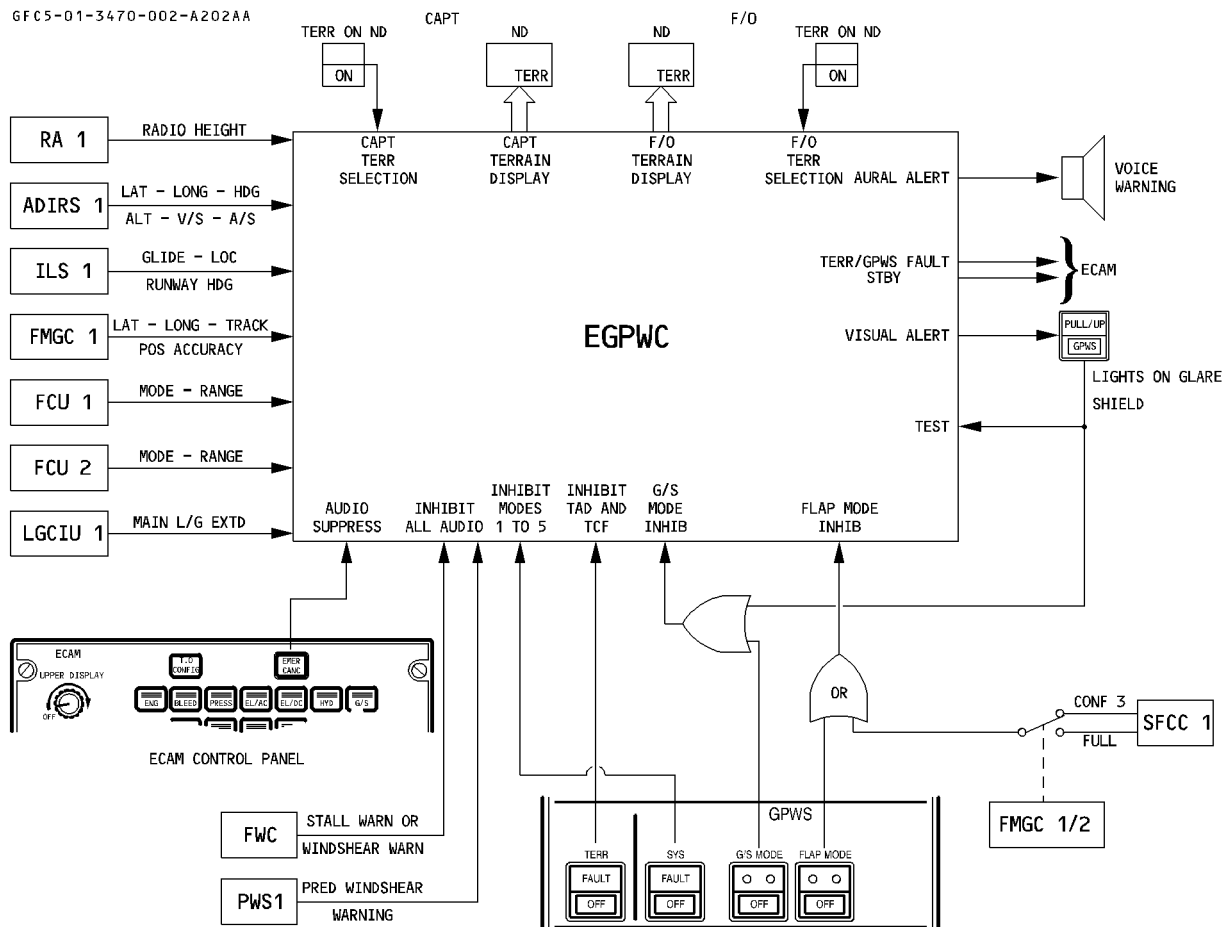 GFC5-01-3470-002-A202AA
CAPT
F/O
TERR ON ND
ND
ND
TERR ON ND
ON
TERR
TERR
ON
RA 1
RADIO HEIGHT
CAPT
TERR
SELECTION
CAPT
TERRAIN
DISPLAY
F/O
TERRAIN
DISPLAY
F/O
TERR
SELECTION
AURAL ALERT
VOICE
WARNING
ADIRS 1
LAT - LONG - HDG
ALT - V/S - A/S
ILS 1
GLIDE - LOC
RUNWAY HDG
TERR/GPWS FAULT
STBY
ECAM
FMGC 1
LAT - LONG - TRACK
POS ACCURACY
EGPWC
VISUAL ALERT
PULL/UP
GPWS
LIGHTS ON GLARE
SHIELD
FCU 1
MODE - RANGE
TEST
FCU 2
MODE - RANGE
LGCIU 1
MAIN L/G EXTD
AUDIO
SUPPRESS
INHIBIT
ALL AUDIO
INHIBIT
MODES
1 TO 5
INHIBIT
TAD AND
TCF
G/S
MODE
INHIB
FLAP MODE
INHIB
ECAM
UPPER DISPLAY
OFF
T.O
CONFIG
EMER
CANC
ENG
BLEED
PRESS
EL/AC
EL/DC
HYD
G/S
ECAM CONTROL PANEL
OR
CONF 3
FULL
SFCC 1
FMGC 1/2
FWC
STALL WARN OR
WINDSHEAR WARN
PWS1
PRED WINDSHEAR
WARNING
GPWS
TERR
SYS
G'S MODE
FLAP MODE
FAULT
FAULT
OFF
OFF
OFF
OFF